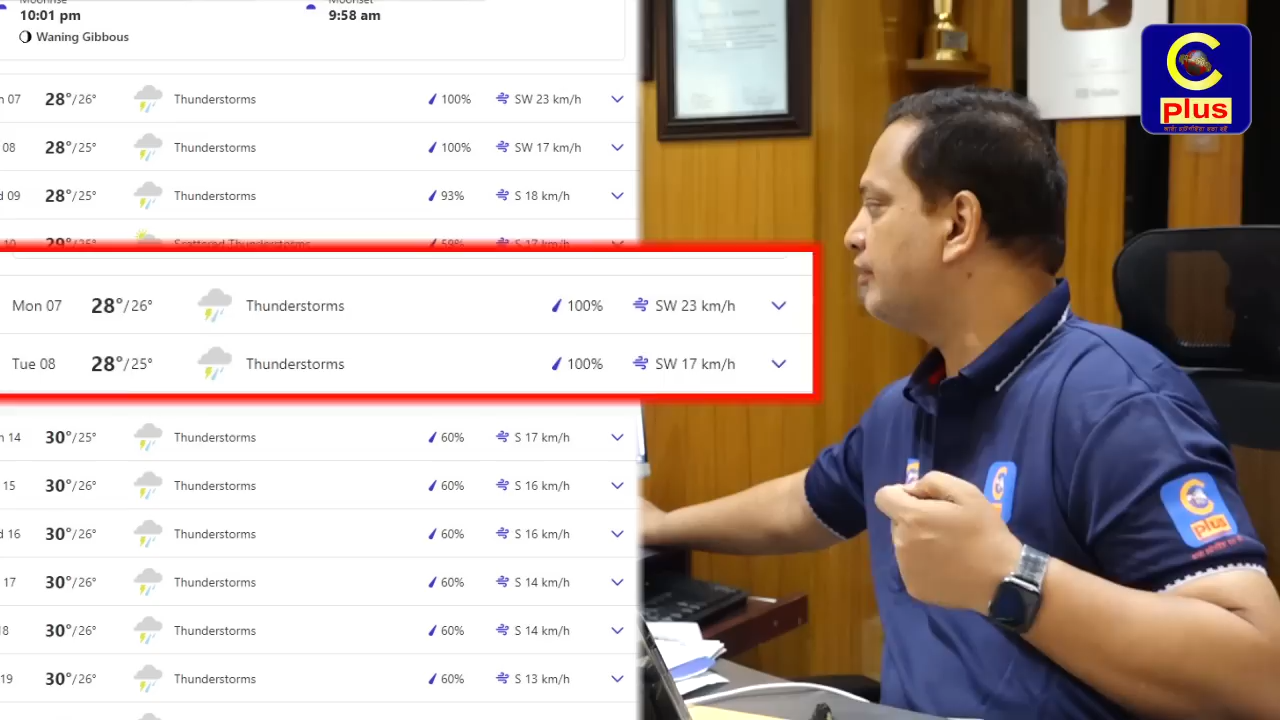 10:01 pm
9:58 am
Waning Gibbous
07 28°/26° Thunderstorms 100% SW 23 km/h
08 28°/25° Thunderstorms 100% SW 17 km/h
09 28°/25° Thunderstorms 93% S 18 km/h
Mon 07 28°/26° Thunderstorms 100% SW 23 km/h
Tue 08 28°/25° Thunderstorms 100% SW 17 km/h
14 30°/25° Thunderstorms 60% S 17 km/h
15 30°/26° Thunderstorms 60% S 16 km/h
16 30°/26° Thunderstorms 60% S 16 km/h
17 30°/26° Thunderstorms 60% S 14 km/h
18 30°/26° Thunderstorms 60% S 14 km/h
19 30°/26° Thunderstorms 60% S 13 km/h
C
plus
C
plus